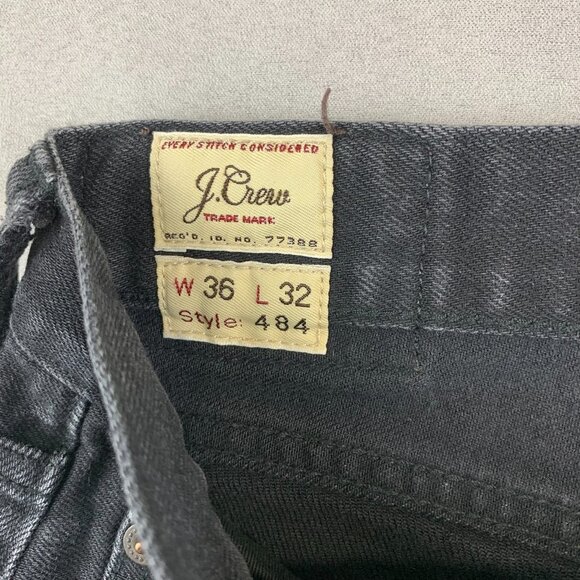 EVERY STITCH CONSIDERED
J.Crew
TRADE MARK
REG'D. ID. NO. 77388
W 36 L 32
Style: 484